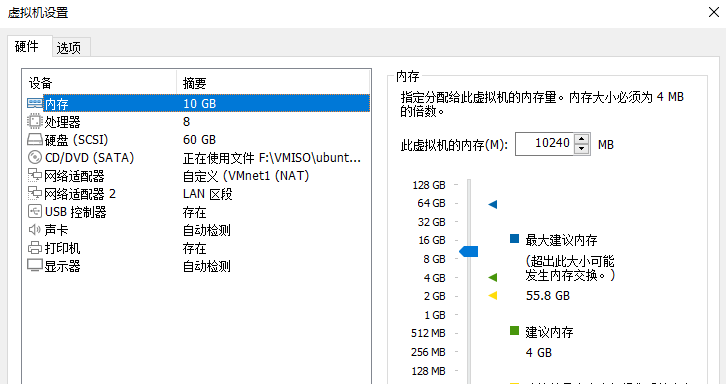 虚拟机设置
硬件 选项
设备 摘要
内存 10 GB
处理器 8
硬盘 (SCSI) 60 GB
CD/DVD (SATA) 正在使用文件 F:\VMISO\ubunt...
网络适配器 自定义 (VMnet1 (NAT)
网络适配器 2 LAN 区段
USB 控制器 存在
声卡 自动检测
打印机 存在
显示器 自动检测
内存
指定分配给此虚拟机的内存量。内存大小必须为 4 MB
的倍数。
此虚拟机的内存(M): 10240 MB
128 GB
64 GB
32 GB
16 GB
8 GB
4 GB
2 GB
1 GB
512 MB
256 MB
128 MB
最大建议内存
(超出此大小可能
发生内存交换。)
55.8 GB
建议内存
4 GB